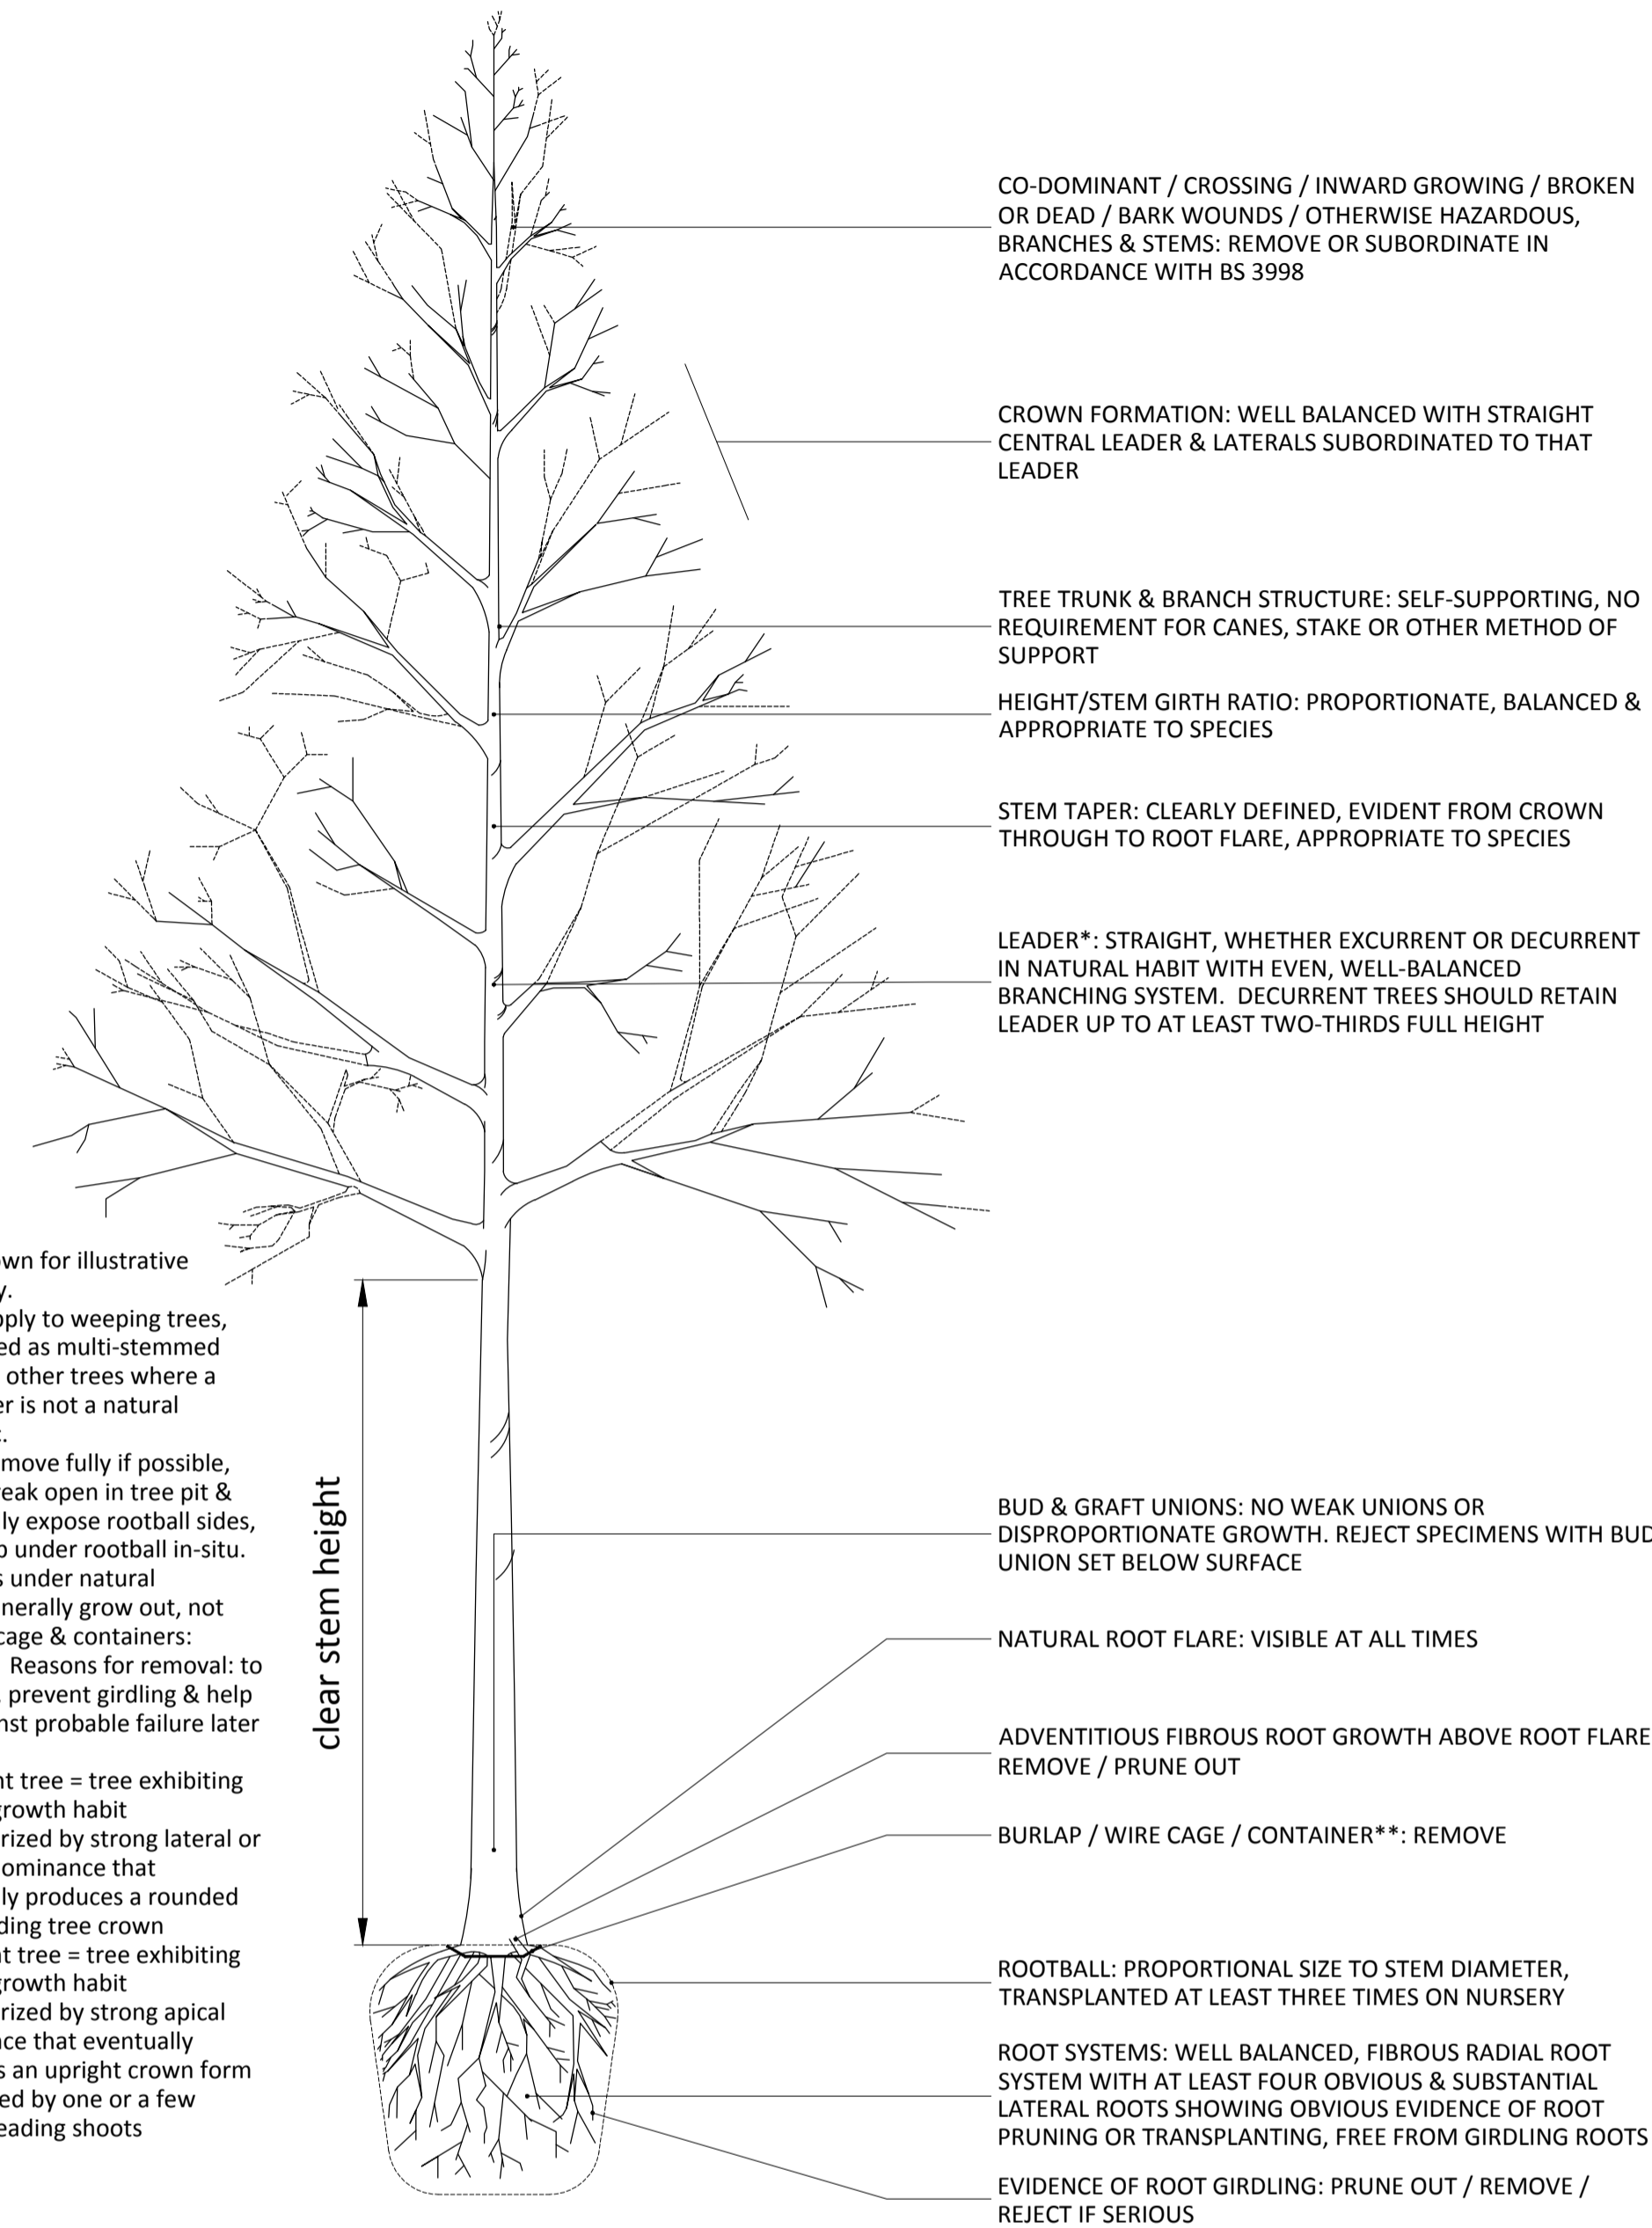 CO-DOMINANT / CROSSING / INWARD GROWING / BROKEN
OR DEAD / BARK WOUNDS / OTHERWISE HAZARDOUS,
BRANCHES & STEMS: REMOVE OR SUBORDINATE IN
ACCORDANCE WITH BS 3998
CROWN FORMATION: WELL BALANCED WITH STRAIGHT
CENTRAL LEADER & LATERALS SUBORDINATED TO THAT
LEADER
TREE TRUNK & BRANCH STRUCTURE: SELF-SUPPORTING, NO
REQUIREMENT FOR CANES, STAKE OR OTHER METHOD OF
SUPPORT
HEIGHT/STEM GIRTH RATIO: PROPORTIONATE, BALANCED &
APPROPRIATE TO SPECIES
STEM TAPER: CLEARLY DEFINED, EVIDENT FROM CROWN
THROUGH TO ROOT FLARE, APPROPRIATE TO SPECIES
LEADER*: STRAIGHT, WHETHER EXCURRENT OR DECURRENT
IN NATURAL HABIT WITH EVEN, WELL-BALANCED
BRANCHING SYSTEM. DECURRENT TREES SHOULD RETAIN
LEADER UP TO AT LEAST TWO-THIRDS FULL HEIGHT
own for illustrative
y.
pply to weeping trees,
ed as multi-stemmed
other trees where a
er is not a natural
c.
move fully if possible,
reak open in tree pit &
ly expose rootball sides,
p under rootball in-situ.
s under natural
nerally grow out, not
cage & containers:
Reasons for removal: to
, prevent girdling & help
nst probable failure later
nt tree = tree exhibiting
growth habit
rized by strong lateral or
ominance that
ly produces a rounded
ding tree crown
nt tree = tree exhibiting
growth habit
rized by strong apical
nce that eventually
s an upright crown form
ed by one or a few
eading shoots
clear stem height
BUD & GRAFT UNIONS: NO WEAK UNIONS OR
DISPROPORTIONATE GROWTH. REJECT SPECIMENS WITH BUD
UNION SET BELOW SURFACE
NATURAL ROOT FLARE: VISIBLE AT ALL TIMES
ADVENTITIOUS FIBROUS ROOT GROWTH ABOVE ROOT FLARE
REMOVE / PRUNE OUT
BURLAP / WIRE CAGE / CONTAINER**: REMOVE
ROOTBALL: PROPORTIONAL SIZE TO STEM DIAMETER,
TRANSPLANTED AT LEAST THREE TIMES ON NURSERY
ROOT SYSTEMS: WELL BALANCED, FIBROUS RADIAL ROOT
SYSTEM WITH AT LEAST FOUR OBVIOUS & SUBSTANTIAL
LATERAL ROOTS SHOWING OBVIOUS EVIDENCE OF ROOT
PRUNING OR TRANSPLANTING, FREE FROM GIRDLING ROOTS
EVIDENCE OF ROOT GIRDLING: PRUNE OUT / REMOVE /
REJECT IF SERIOUS